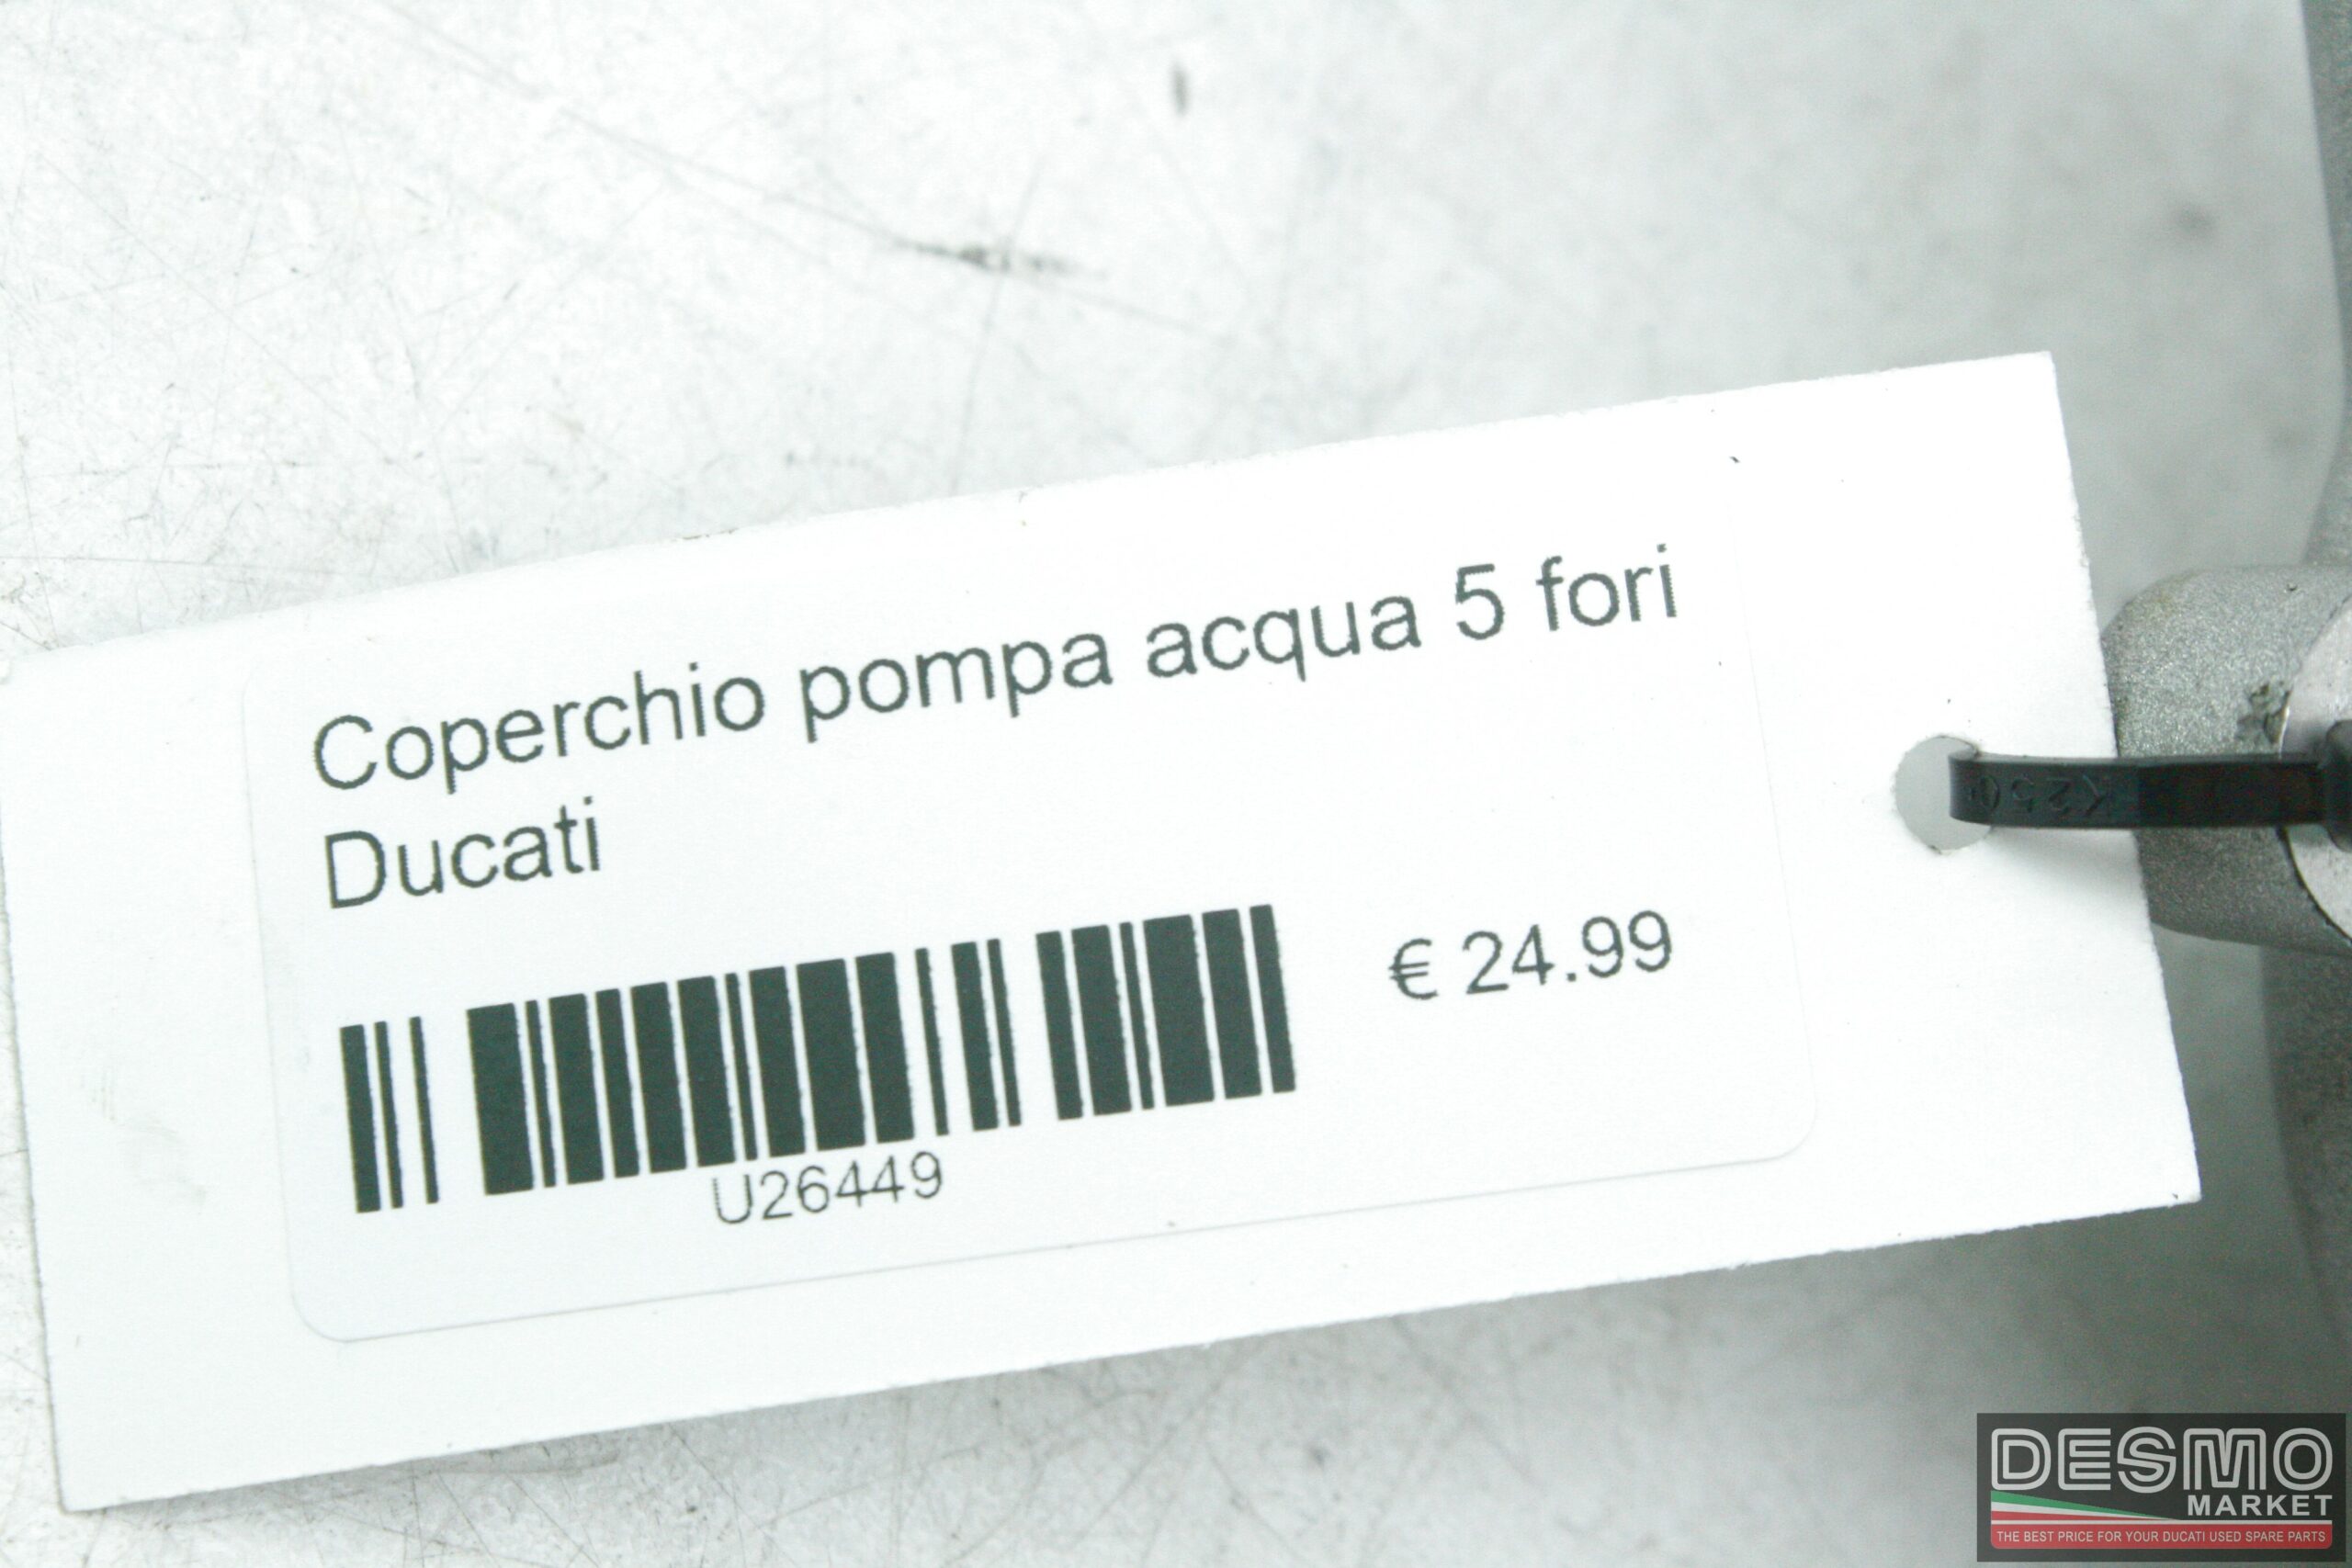 Coperchio pompa acqua 5 fori
Ducati
€ 24.99
U26449
DESMO
MARKET
THE BEST PRICE FOR YOUR DUCATI USED SPARE PARTS